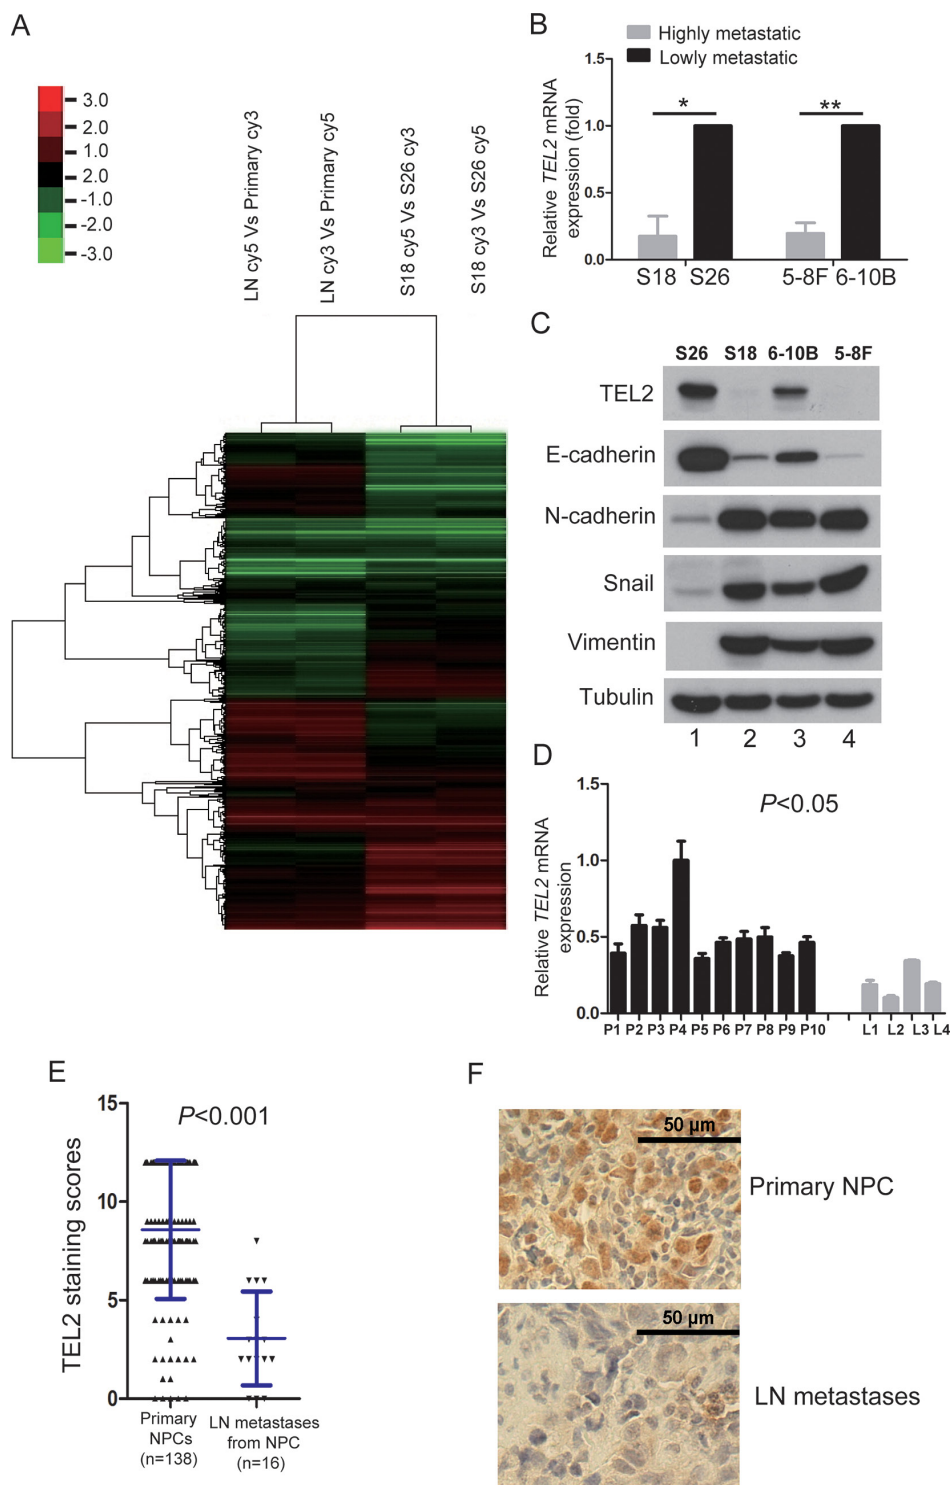 A
3.0
2.0
1.0
2.0
-1.0
-2.0
-3.0
LN cy5 Vs Primary cy3
LN cy3 Vs Primary cy5
S18 cy5 Vs S26 cy3
S18 cy3 Vs S26 cy5
B
Highly metastatic
Lowly metastatic
Relative TEL2 mRNA
expression (fold)
1.5
1.0
0.5
0.0
*
**
S18 S26
5-8F 6-10B
C
S26 S18 6-10B 5-8F
TEL2
E-cadherin
N-cadherin
Snail
Vimentin
Tubulin
1 2 3 4
D
Relative TEL2 mRNA
expression
1.5
1.0
0.5
0.0
P<0.05
P1 P2 P3 P4 P5 P6 P7 P8 P9 P10 L1 L2 L3 L4
E
TEL2 staining scores
15
10
5
0
P<0.001
Primary
NPCs
(n=138)
LN metastases
from NPC
(n=16)
F
50 µm
Primary NPC
50 µm
LN metastases